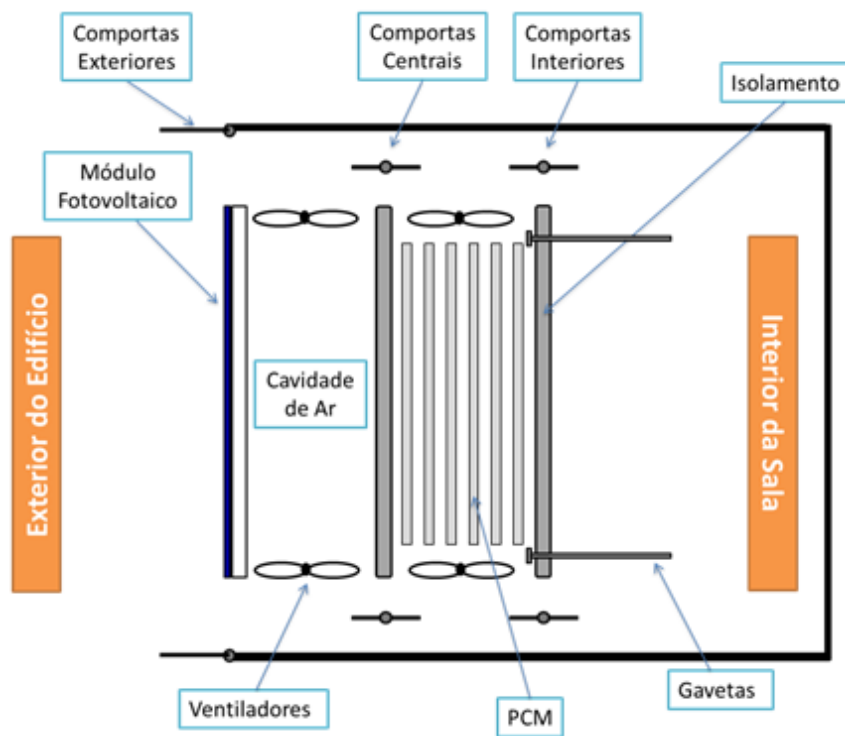 Comportas
Exteriores
Comportas
Centrais
Comportas
Interiores
Isolamento
Módulo
Fotovoltaico
Exterior do Edifício
Cavidade
de Ar
Interior da Sala
Ventiladores
PCM
Gavetas